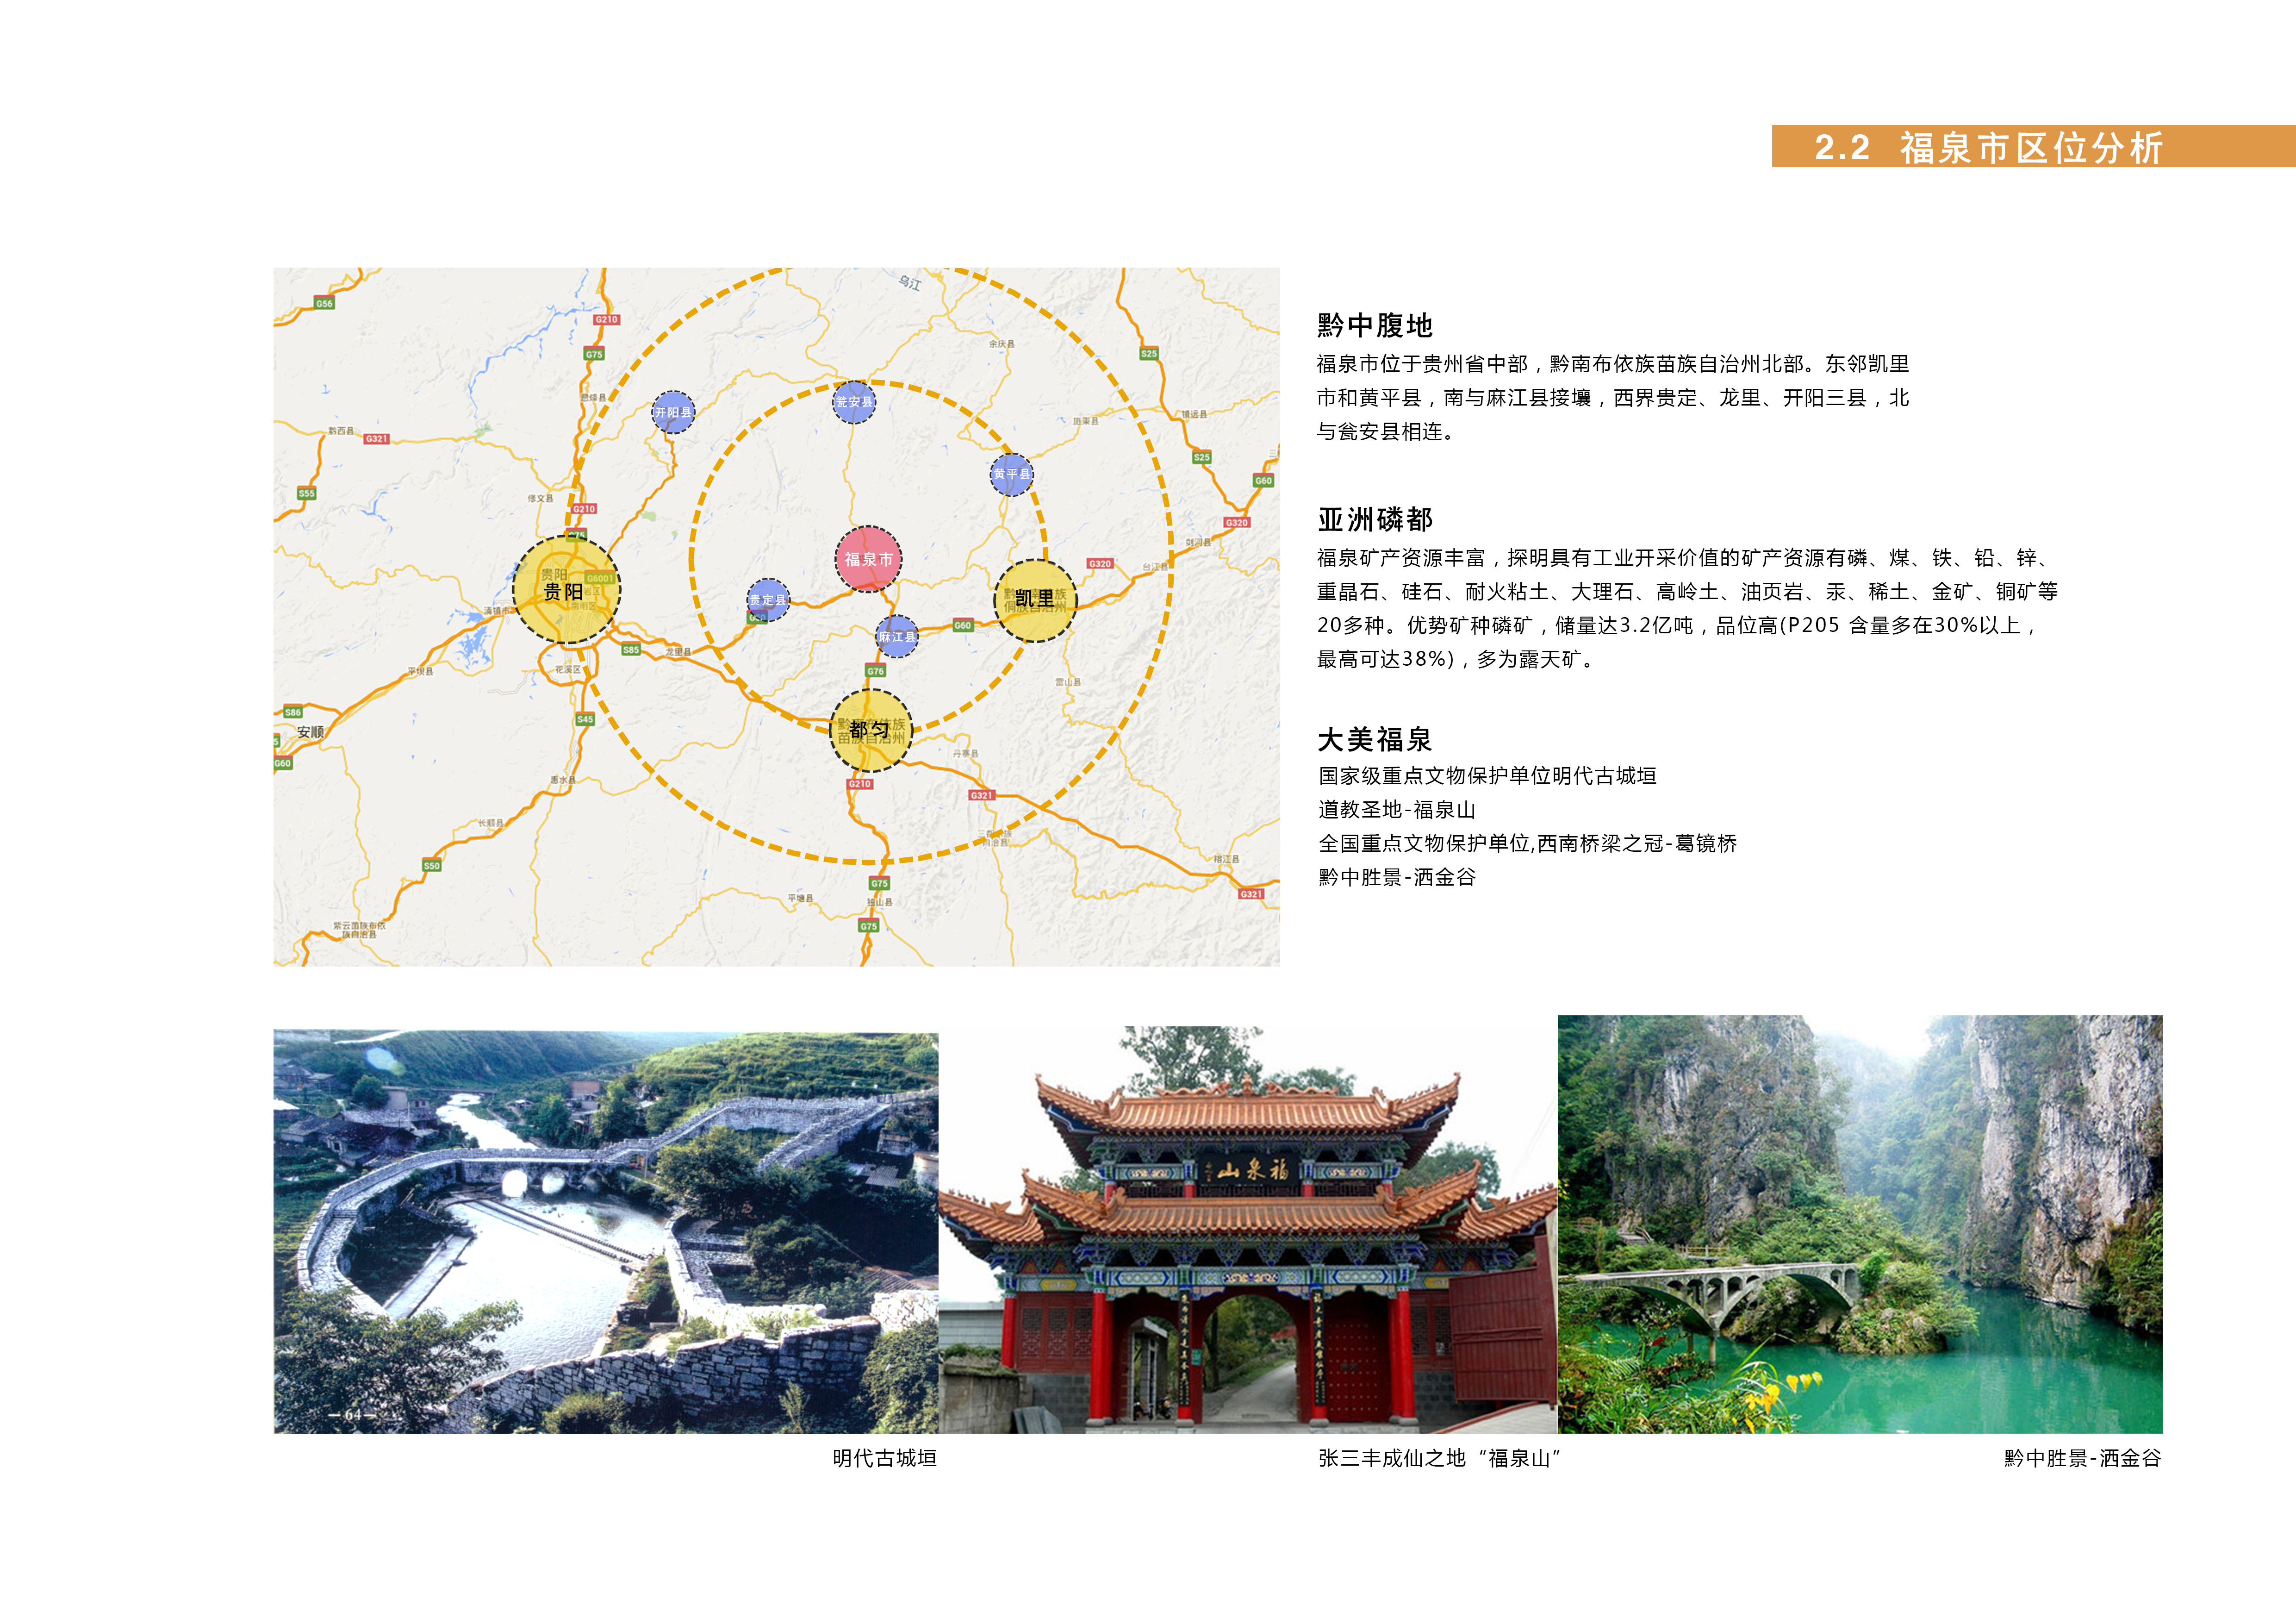 2.2 福泉市区位分析
乌江
G56
G210
G75
余庆县
S25
息烽县
开阳县
瓮安县
施秉县
镇远县
黔西县
G321
黄平县
S25
G60
S55
修文县
G210
G320
福泉市
剑河县
G320
台江县
贵阳
G6001
贵阳
贵定县
凯里
清镇市
南明区
麻江县
G60
S85
龙里县
花溪区
平坝县
G76
雷山县
S86
S45
安顺
都匀
苗族自治州
丹寨县
G60
惠水县
G210
G321
长顺县
S50
榕江县
G75
G321
平塘县
独山县
G75
紫云苗族布依
族自治县
黔中腹地
福泉市位于贵州省中部，黔南布依族苗族自治州北部。东邻凯里
市和黄平县，南与麻江县接壤，西界贵定、龙里、开阳三县，北
与瓮安县相连。
亚洲磷都
福泉矿产资源丰富，探明具有工业开采价值的矿产资源有磷、煤、铁、铅、锌、
重晶石、硅石、耐火粘土、大理石、高岭土、油页岩、汞、稀土、金矿、铜矿等
20多种。优势矿种磷矿，储量达3.2亿吨，品位高(P205 含量多在30%以上，
最高可达38%)，多为露天矿。
大美福泉
国家级重点文物保护单位明代古城垣
道教圣地-福泉山
全国重点文物保护单位,西南桥梁之冠-葛镜桥
黔中胜景-洒金谷
山泉福
—64—
明代古城垣
张三丰成仙之地“福泉山”
黔中胜景-洒金谷